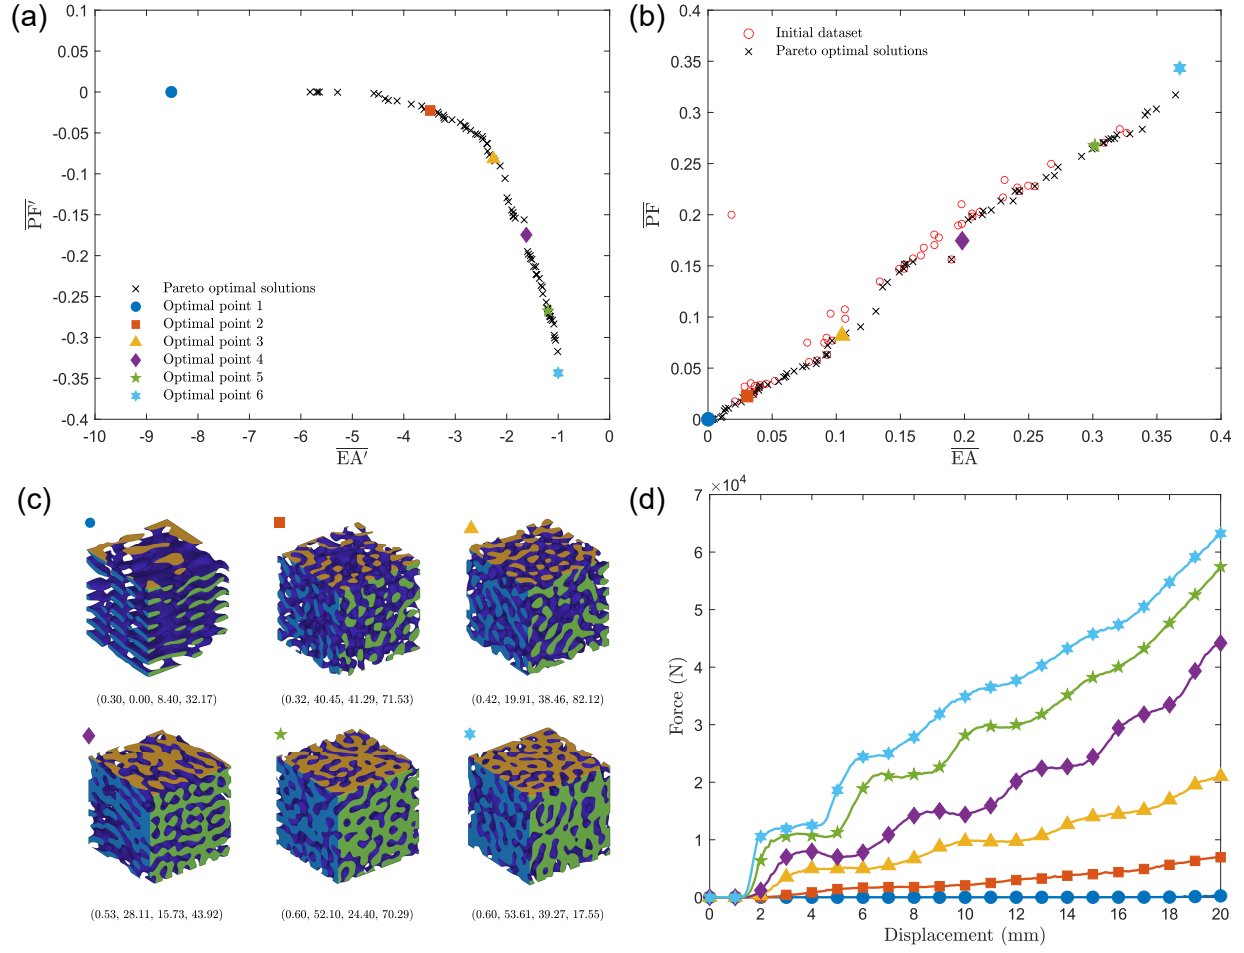 (a)
0.1
0.05
0
-0.05
-0.1
-0.15
-0.2
-0.25
-0.3
-0.35
-0.4
PF′
Pareto optimal solutions
Optimal point 1
Optimal point 2
Optimal point 3
Optimal point 4
Optimal point 5
Optimal point 6
-10 -9 -8 -7 -6 -5 -4 -3 -2 -1 0
EA′
(b)
0.4
0.35
0.3
0.25
0.2
0.15
0.1
0.05
0
PF
Initial dataset
Pareto optimal solutions
0 0.05 0.1 0.15 0.2 0.25 0.3 0.35 0.4
EA
(c)
(0.30, 0.00, 8.40, 32.17) (0.32, 40.45, 41.29, 71.53) (0.42, 19.91, 38.46, 82.12)
(0.53, 28.11, 15.73, 43.92) (0.60, 52.10, 24.40, 70.29) (0.60, 53.61, 39.27, 17.55)
(d)
×10⁴
7
6
5
4
3
2
1
0
Force (N)
0 2 4 6 8 10 12 14 16 18 20
Displacement (mm)